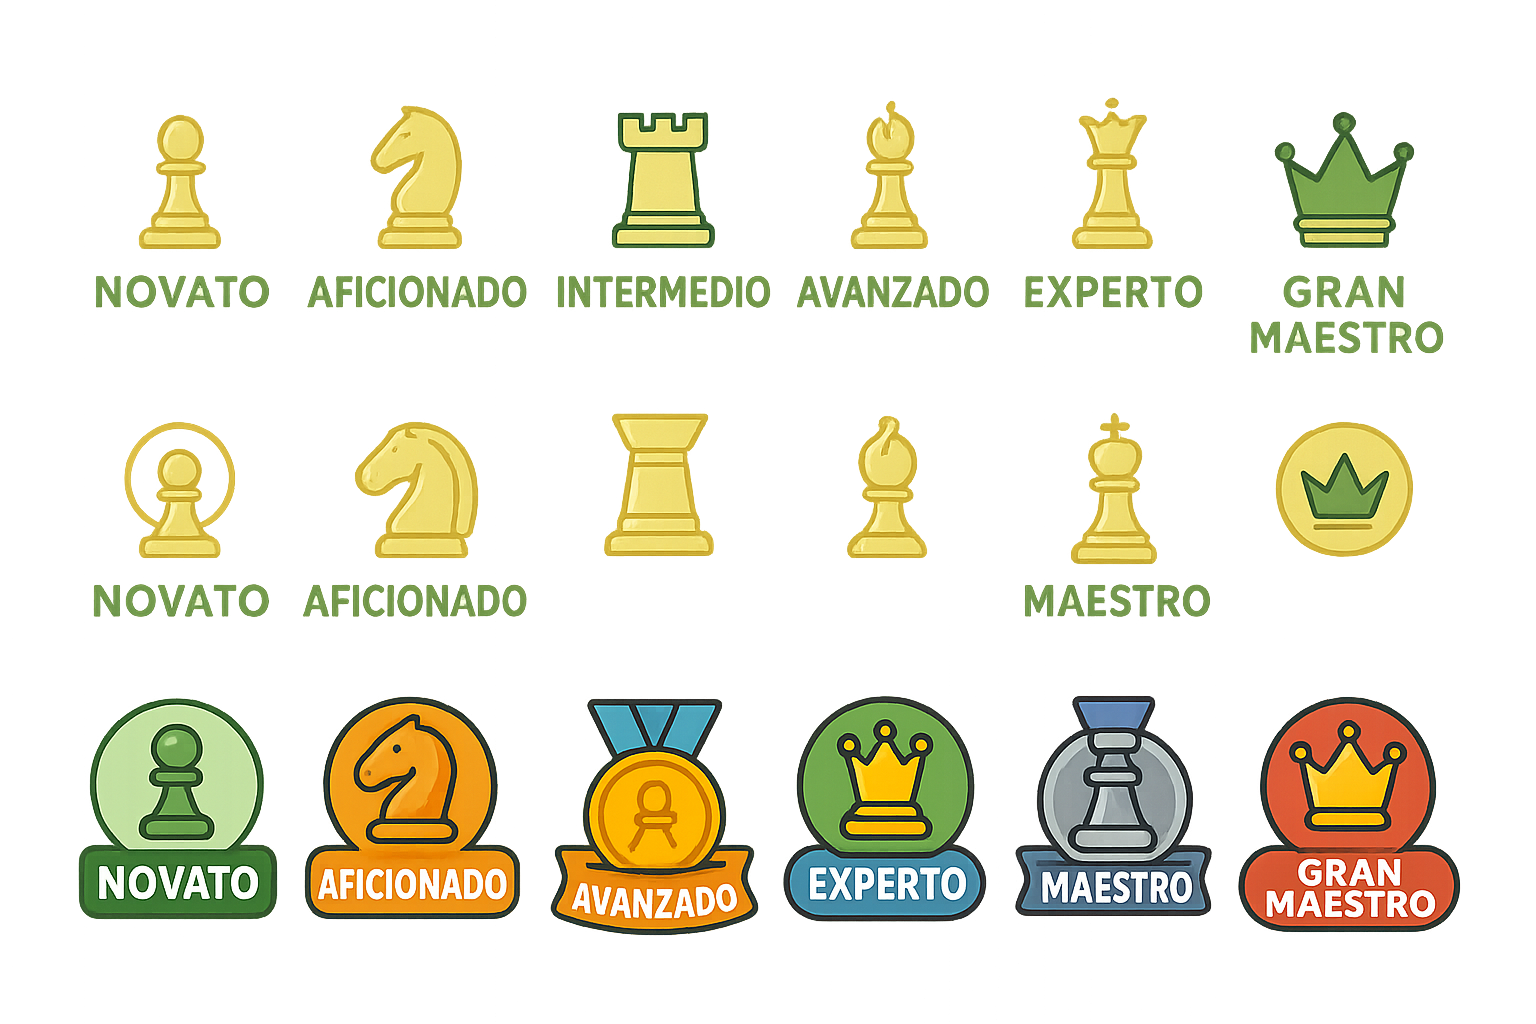 NOVATO AFICIONADO INTERMEDIO AVANZADO EXPERTO GRAN
MAESTRO
NOVATO AFICIONADO MAESTRO
NOVATO AFICIONADO AVANZADO EXPERTO MAESTRO GRAN
MAESTRO